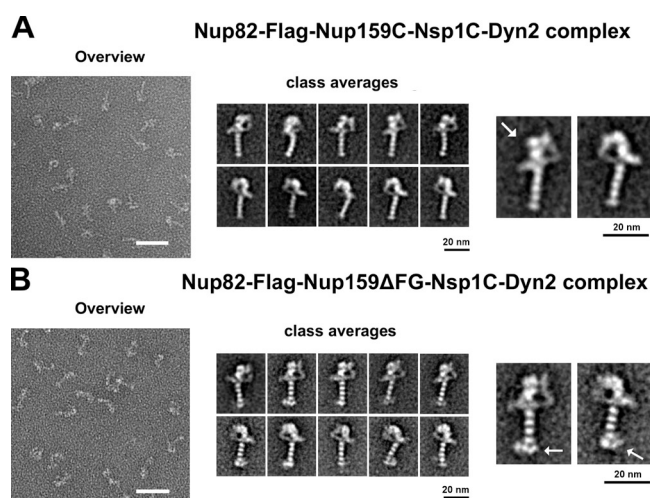 A
Nup82-Flag-Nup159C-Nsp1C-Dyn2 complex
Overview
class averages
20 nm
20 nm
B
Nup82-Flag-Nup159ΔFG-Nsp1C-Dyn2 complex
Overview
class averages
20 nm
20 nm